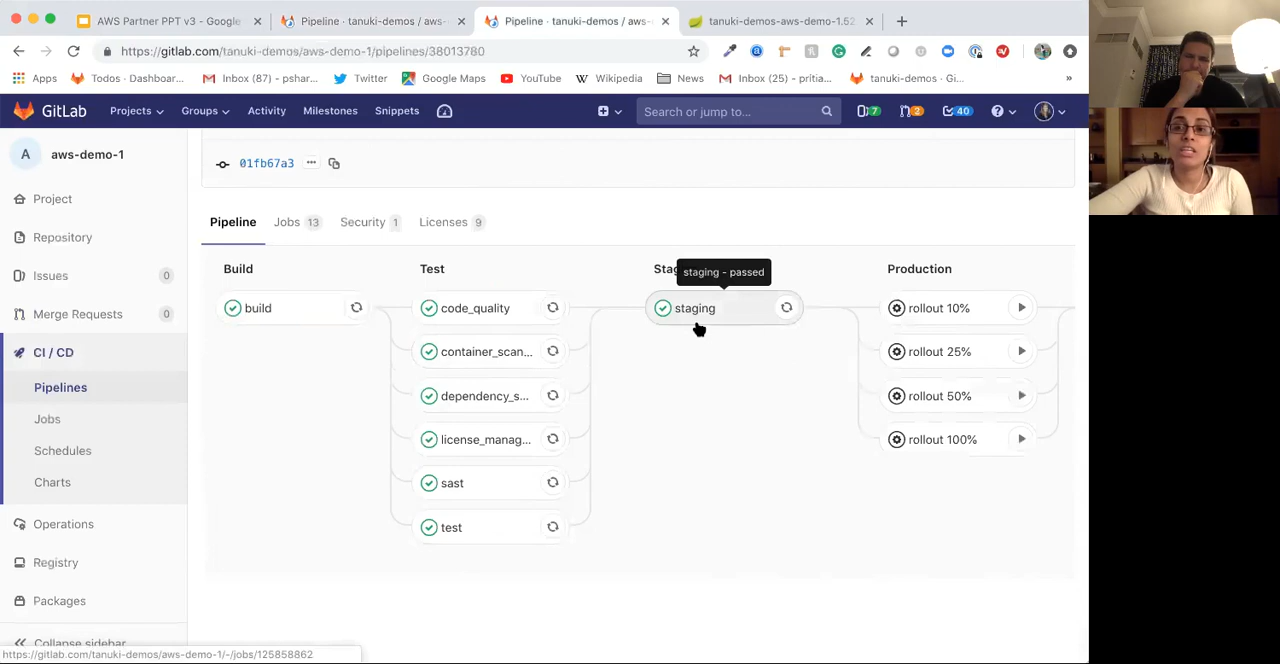 AWS Partner PPT v3 - Google
Pipeline · tanuki-demos / aws-
Pipeline · tanuki-demos / aws-
tanuki-demos-aws-demo-1.52
https://gitlab.com/tanuki-demos/aws-demo-1/pipelines/38013780
Apps
Todos · Dashboar...
Inbox (87) - pshar...
Twitter
Google Maps
YouTube
Wikipedia
News
Inbox (25) - pritia...
tanuki-demos · Gi...
»
GitLab
Projects
Groups
Activity
Milestones
Snippets
Search or jump to...
7
2
40
A
aws-demo-1
Project
Repository
Issues
0
Merge Requests
0
CI / CD
Pipelines
Jobs
Schedules
Charts
Operations
Registry
Packages
Collapse sidebar
01fb67a3
Pipeline
Jobs 13
Security 1
Licenses 9
Build
build
Test
code_quality
container_scan...
dependency_s...
license_manag...
sast
test
Stag
staging - passed
staging
Production
rollout 10%
rollout 25%
rollout 50%
rollout 100%
https://gitlab.com/tanuki-demos/aws-demo-1/-/jobs/125858862